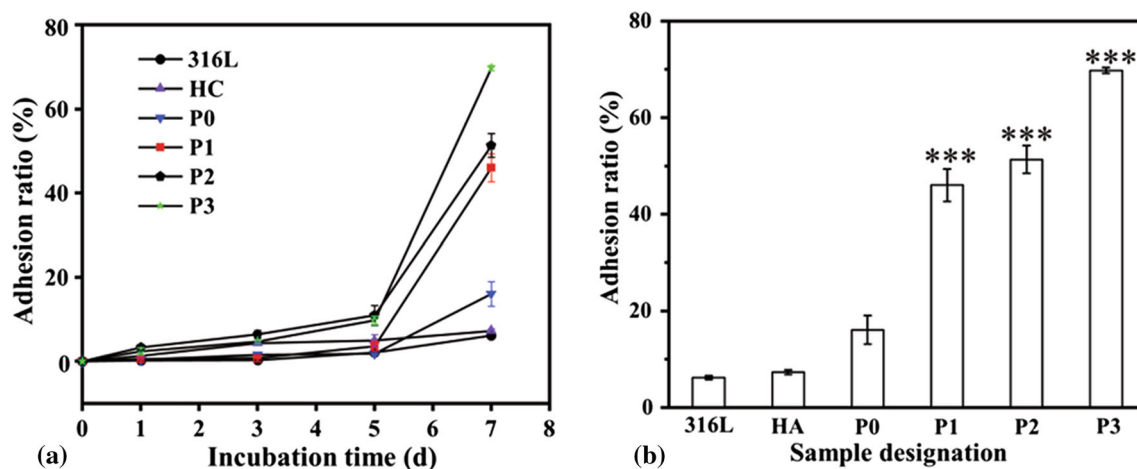 80
60
40
20
0
Adhesion ratio (%)
316L
HC
P0
P1
P2
P3
0 1 2 3 4 5 6 7 8
Incubation time (d)
(a)
80
60
40
20
0
Adhesion ratio (%)
***
***
***
316L HA P0 P1 P2 P3
Sample designation
(b)